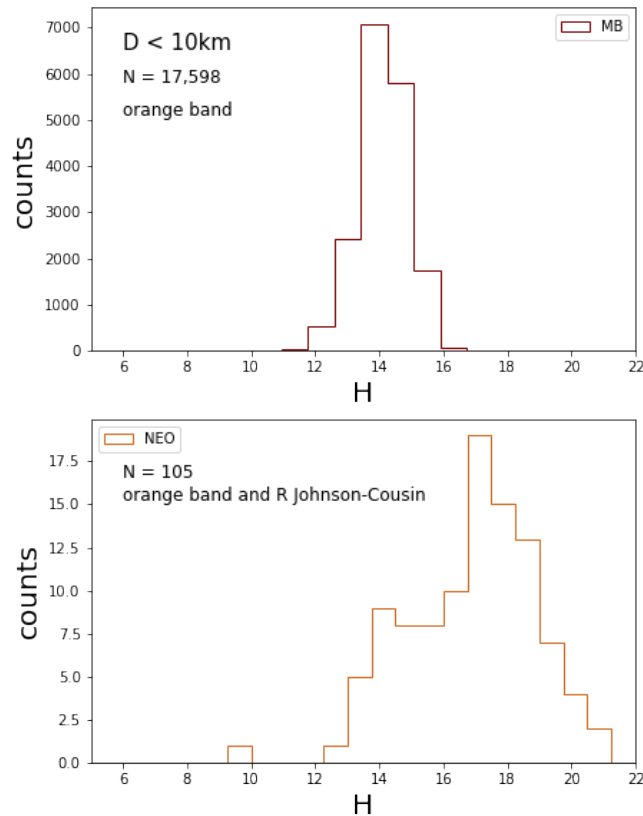 7000
6000
5000
4000
3000
2000
1000
0
counts
D < 10km
N = 17,598
orange band
MB
6 8 10 12 14 16 18 20 22
H
17.5
15.0
12.5
10.0
7.5
5.0
2.5
0.0
counts
NEO
N = 105
orange band and R Johnson-Cousin
6 8 10 12 14 16 18 20 22
H